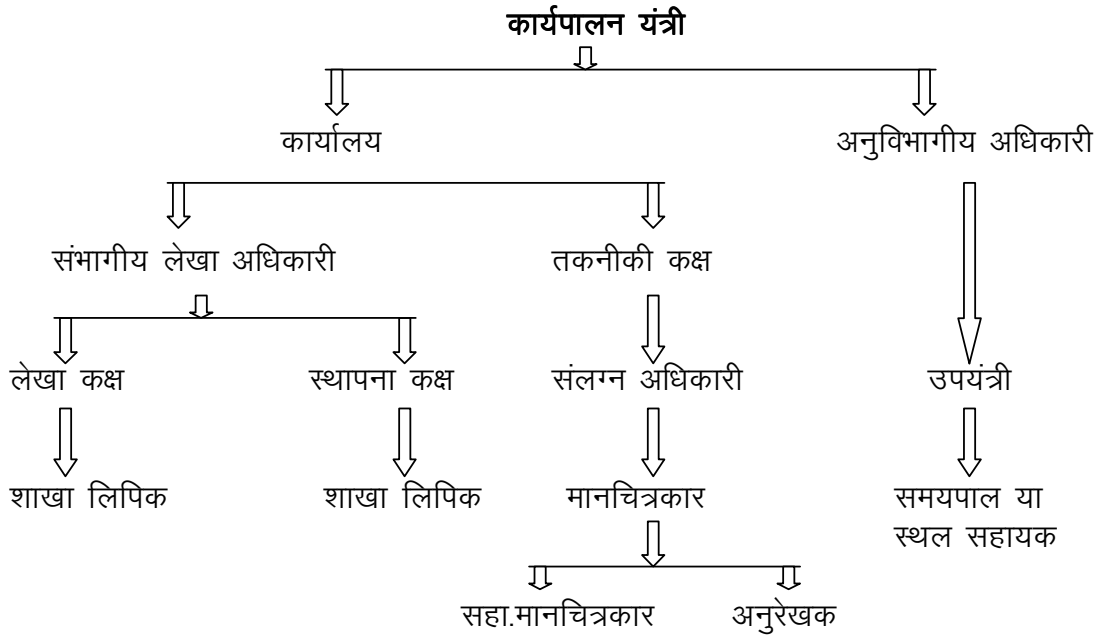 कार्यपालन यंत्री
कार्यालय अनुविभागीय अधिकारी
संभागीय लेखा अधिकारी तकनीकी कक्ष
लेखा कक्ष स्थापना कक्ष संलग्न अधिकारी उपयंत्री
शाखा लिपिक शाखा लिपिक मानचित्रकार समयपाल या
स्थल सहायक
सहा.मानचित्रकार अनुरेखक